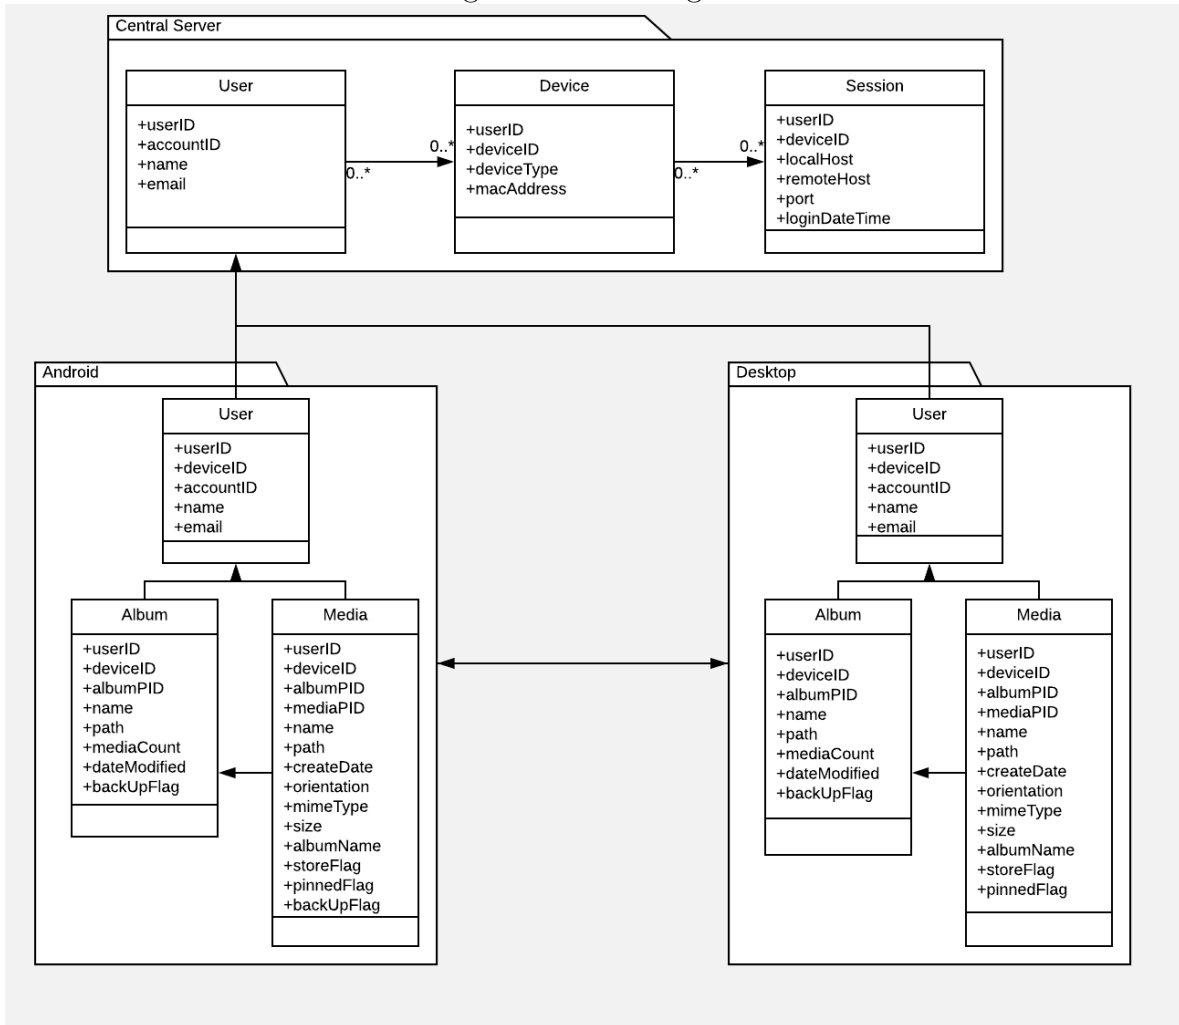 Central Server
User
+userID
+accountID
+name
+email
0..*
0..*
Device
+userID
+deviceID
+deviceType
+macAddress
0..*
0..*
Session
+userID
+deviceID
+localHost
+remoteHost
+port
+loginDateTime
Android
User
+userID
+deviceID
+accountID
+name
+email
Album
+userID
+deviceID
+albumPID
+name
+path
+mediaCount
+dateModified
+backUpFlag
Media
+userID
+deviceID
+albumPID
+mediaPID
+name
+path
+createDate
+orientation
+mimeType
+size
+albumName
+storeFlag
+pinnedFlag
+backUpFlag
Desktop
User
+userID
+deviceID
+accountID
+name
+email
Album
+userID
+deviceID
+albumPID
+name
+path
+mediaCount
+dateModified
+backUpFlag
Media
+userID
+deviceID
+albumPID
+mediaPID
+name
+path
+createDate
+orientation
+mimeType
+size
+albumName
+storeFlag
+pinnedFlag